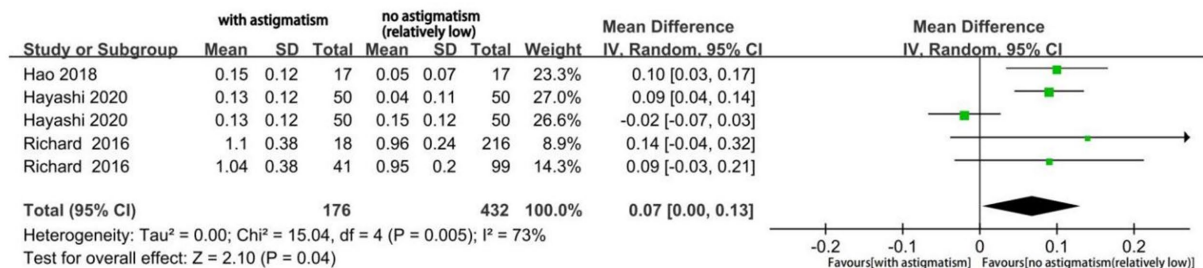 with astigmatism no astigmatism Mean Difference Mean Difference
(relatively low)
Study or Subgroup Mean SD Total Mean SD Total Weight IV, Random, 95% CI IV, Random, 95% CI
Hao 2018 0.15 0.12 17 0.05 0.07 17 23.3% 0.10 [0.03, 0.17]
Hayashi 2020 0.13 0.12 50 0.04 0.11 50 27.0% 0.09 [0.04, 0.14]
Hayashi 2020 0.13 0.12 50 0.15 0.12 50 26.6% -0.02 [-0.07, 0.03]
Richard 2016 1.1 0.38 18 0.96 0.24 216 8.9% 0.14 [-0.04, 0.32]
Richard 2016 1.04 0.38 41 0.95 0.2 99 14.3% 0.09 [-0.03, 0.21]
Total (95% CI) 176 432 100.0% 0.07 [0.00, 0.13]
Heterogeneity: Tau² = 0.00; Chi² = 15.04, df = 4 (P = 0.005); I² = 73%
Test for overall effect: Z = 2.10 (P = 0.04)
-0.2 -0.1 0 0.1 0.2
Favours[with astigmatism] Favours[no astigmatism(relatively low)]